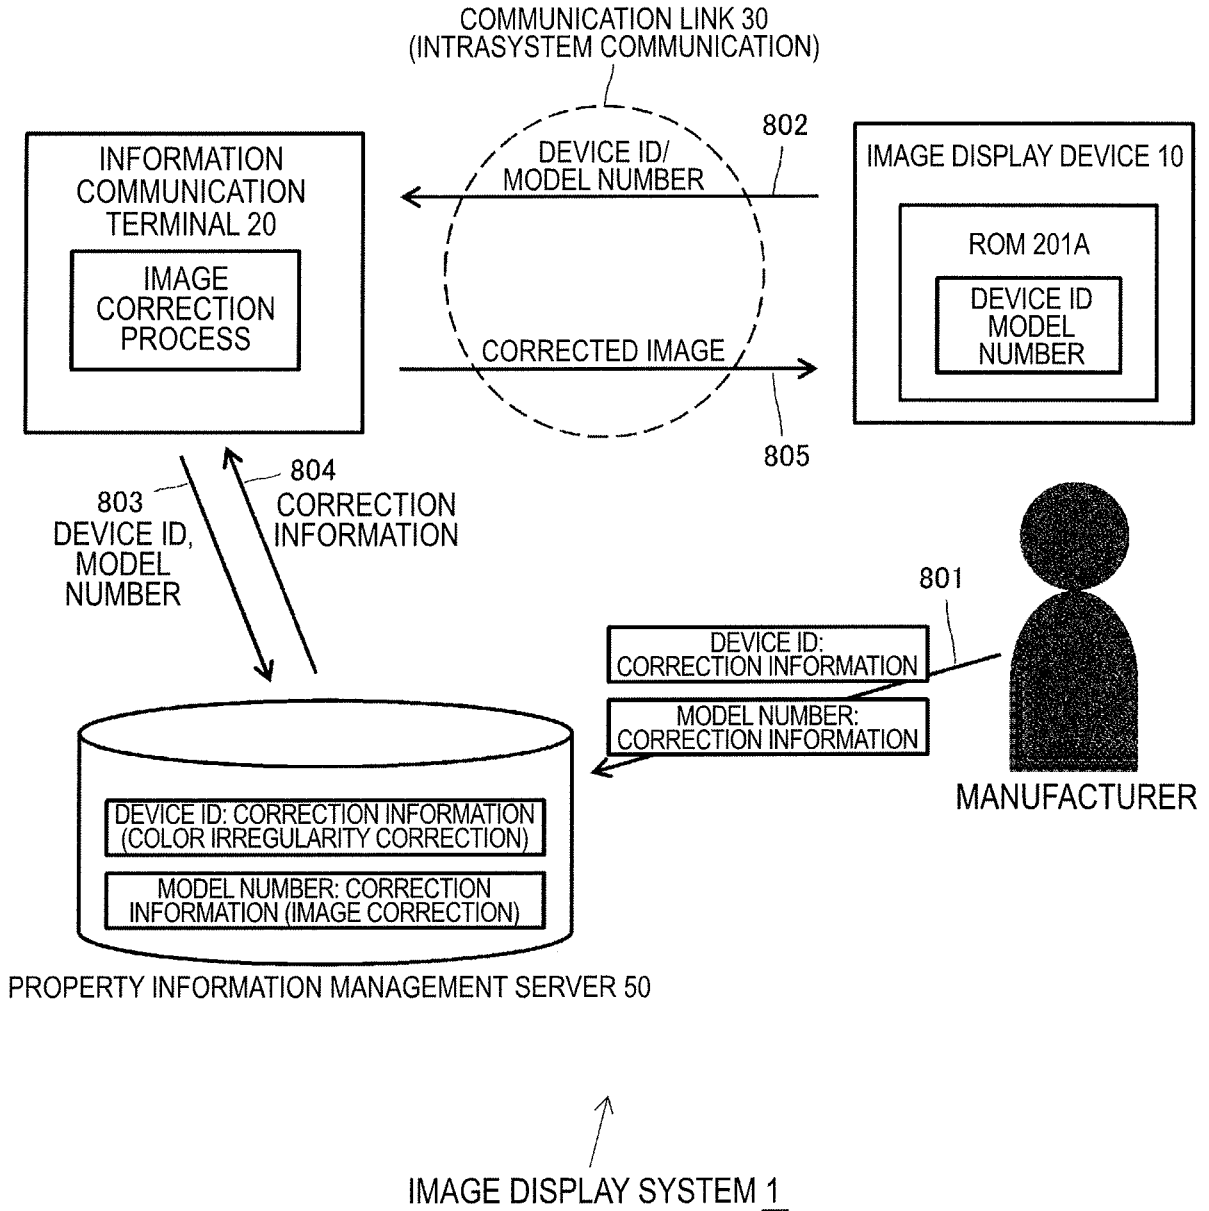 COMMUNICATION LINK 30
(INTRASYSTEM COMMUNICATION)
INFORMATION
COMMUNICATION
TERMINAL 20
IMAGE
CORRECTION
PROCESS
DEVICE ID/
MODEL NUMBER
802
IMAGE DISPLAY DEVICE 10
ROM 201A
DEVICE ID
MODEL
NUMBER
CORRECTED IMAGE
805
803
DEVICE ID,
MODEL
NUMBER
804
CORRECTION
INFORMATION
801
DEVICE ID:
CORRECTION INFORMATION
MODEL NUMBER:
CORRECTION INFORMATION
MANUFACTURER
DEVICE ID: CORRECTION INFORMATION
(COLOR IRREGULARITY CORRECTION)
MODEL NUMBER: CORRECTION
INFORMATION (IMAGE CORRECTION)
PROPERTY INFORMATION MANAGEMENT SERVER 50
IMAGE DISPLAY SYSTEM 1